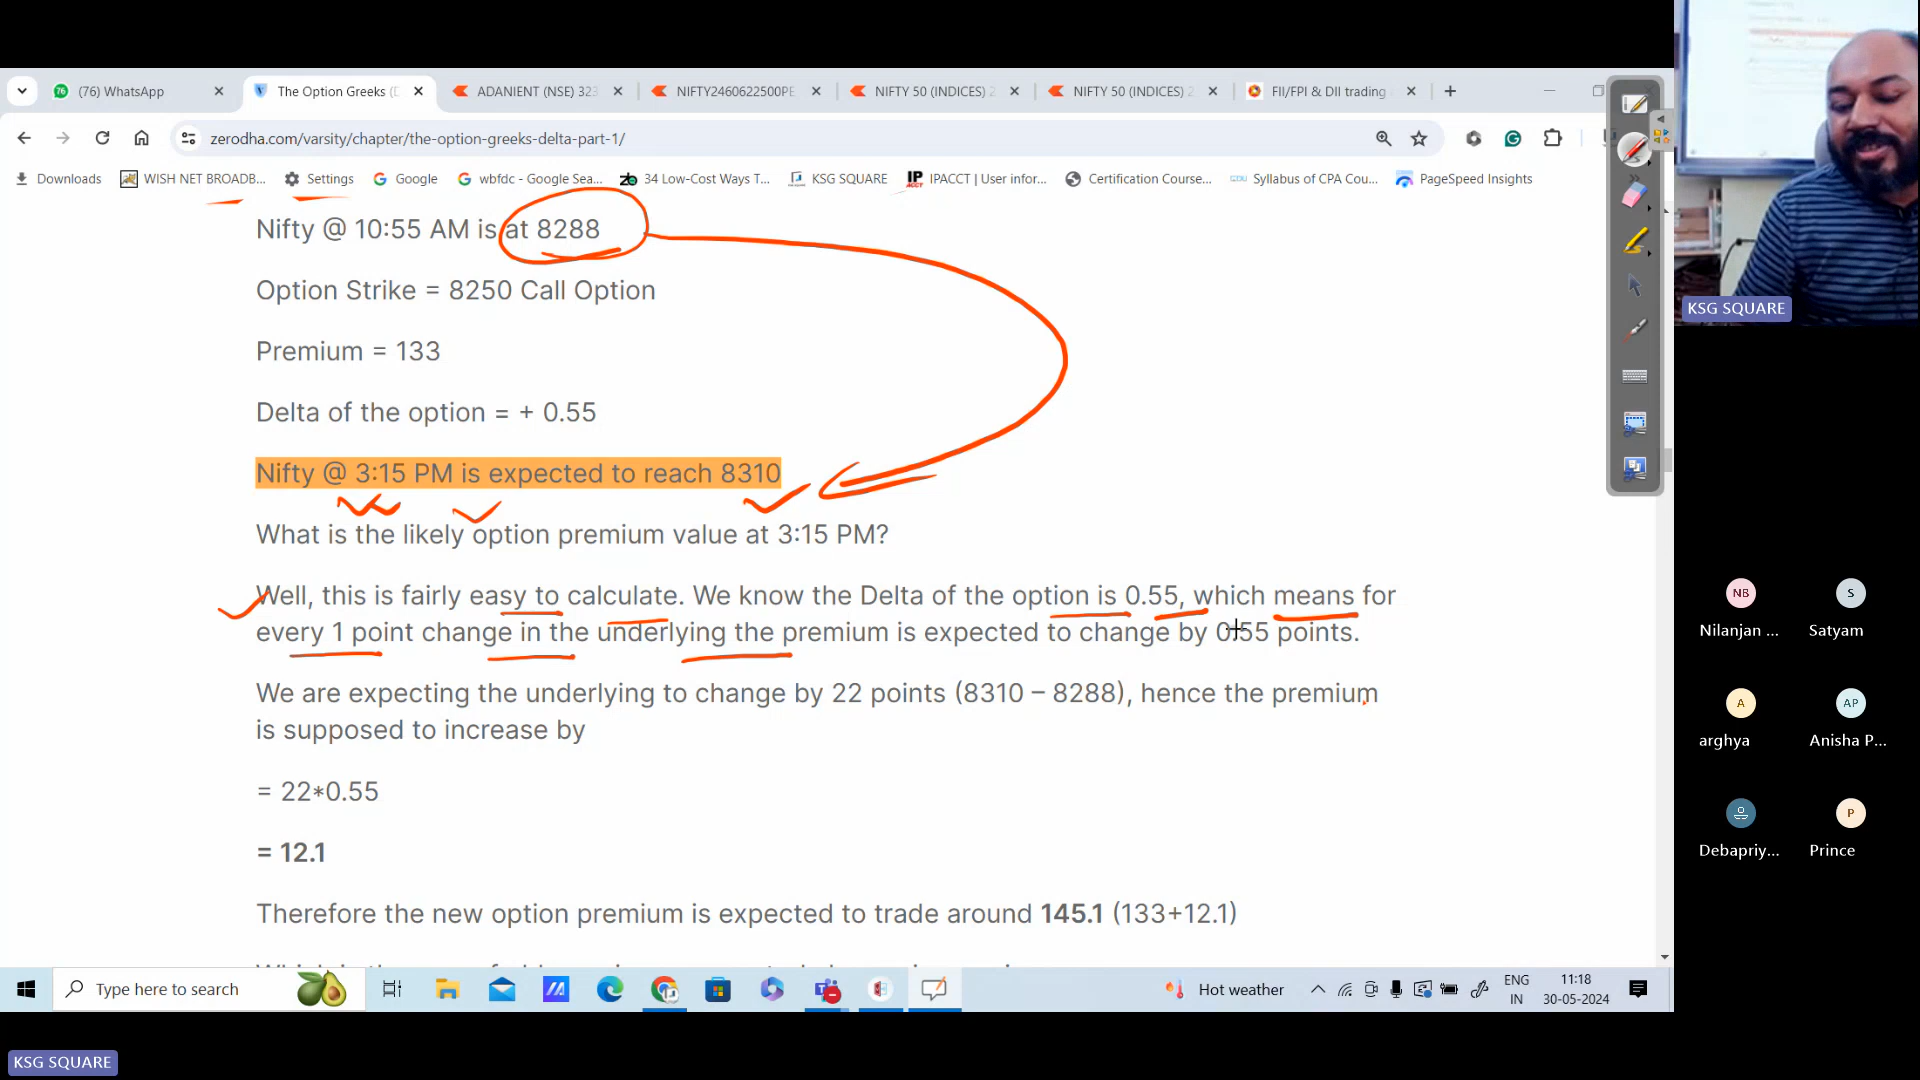 (76) WhatsApp
The Option Greeks (D
ADANIENT (NSE) 323
NIFTY2460622500PE
NIFTY 50 (INDICES) 2
NIFTY 50 (INDICES) 2
FII/FPI & DII trading
zerodha.com/varsity/chapter/the-option-greeks-delta-part-1/
Downloads
WISH NET BROADB...
Settings
Google
wbfdc - Google Sea...
34 Low-Cost Ways T...
KSG SQUARE
IPACCT | User infor...
Certification Course...
Syllabus of CPA Cou...
PageSpeed Insights
Nifty @ 10:55 AM is at 8288
Option Strike = 8250 Call Option
Premium = 133
Delta of the option = + 0.55
Nifty @ 3:15 PM is expected to reach 8310
What is the likely option premium value at 3:15 PM?
Well, this is fairly easy to calculate. We know the Delta of the option is 0.55, which means for
every 1 point change in the underlying the premium is expected to change by 0.55 points.
We are expecting the underlying to change by 22 points (8310 – 8288), hence the premium
is supposed to increase by
= 22*0.55
= 12.1
Therefore the new option premium is expected to trade around 145.1 (133+12.1)
KSG SQUARE
NB
Nilanjan ...
S
Satyam
A
arghya
AP
Anisha P...
Debapriy...
P
Prince
Type here to search
Hot weather
ENG
IN
11:18
30-05-2024
KSG SQUARE